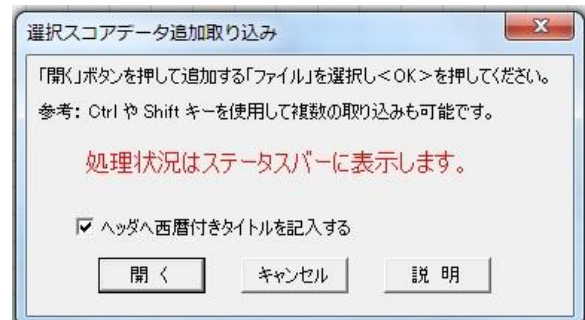 選択スコアデータ追加取り込み
「開く」ボタンを押して追加する「ファイル」を選択し<OK>を押してください。
参考: Ctrl や Shift キーを使用して複数の取り込みも可能です。
処理状況はステータスバーに表示します。
ヘッダへ西暦付きタイトルを記入する
開く キャンセル 説明